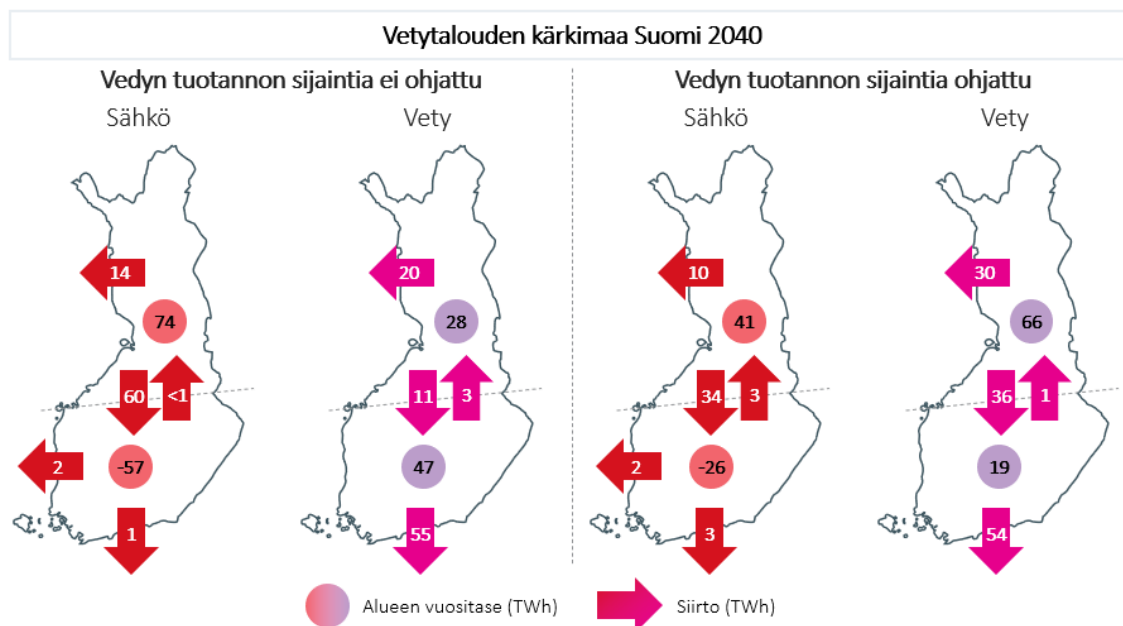 Vetytalouden kärkimaa Suomi 2040
Vedyn tuotannon sijaintia ei ohjattu
Sähkö
Vety
14
74
60
<1
2
-57
1
20
28
11
3
47
55
Vedyn tuotannon sijaintia ohjattu
Sähkö
Vety
10
41
34
3
2
-26
3
30
66
36
1
19
54
Alueen vuositase (TWh)
Siirto (TWh)